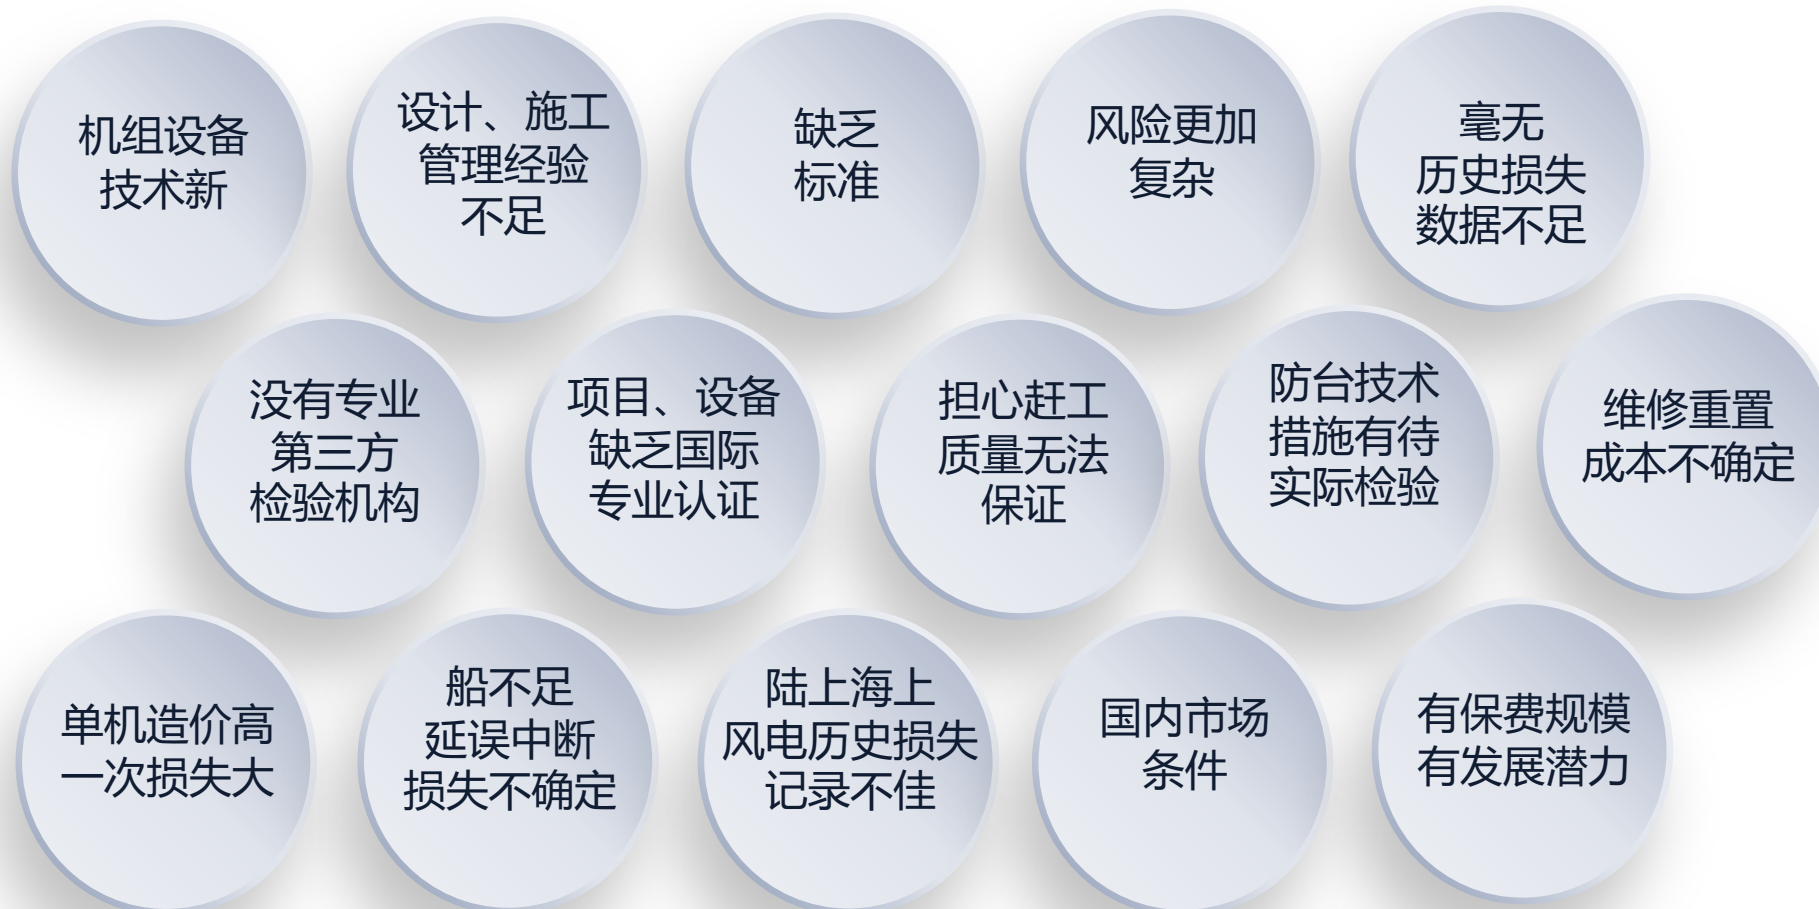 机组设备
技术新
设计、施工
管理经验
不足
缺乏
标准
风险更加
复杂
毫无
历史损失
数据不足
没有专业
第三方
检验机构
项目、设备
缺乏国际
专业认证
担心赶工
质量无法
保证
防台技术
措施有待
实际检验
维修重置
成本不确定
单机造价高
一次损失大
船不足
延误中断
损失不确定
陆上海上
风电历史损失
记录不佳
国内市场
条件
有保费规模
有发展潜力